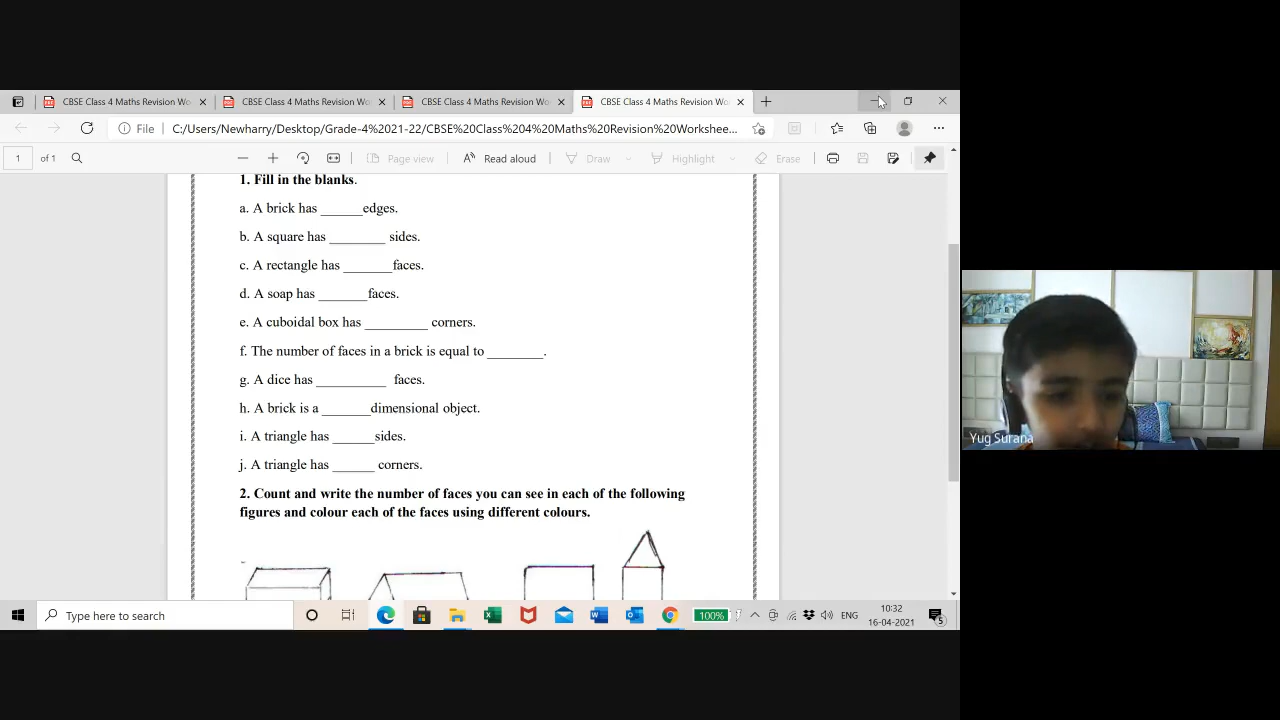 CBSE Class 4 Maths Revision Wo
CBSE Class 4 Maths Revision Wo
CBSE Class 4 Maths Revision Wo
CBSE Class 4 Maths Revision Wo
File
C:/Users/Newharry/Desktop/Grade-4%2021-22/CBSE%20Class%204%20Maths%20Revision%20Workshee...
1 of 1
Page view
Read aloud
Draw
Highlight
Erase
1. Fill in the blanks.
a. A brick has ______edges.
b. A square has ________ sides.
c. A rectangle has _______faces.
d. A soap has _______faces.
e. A cuboidal box has _________ corners.
f. The number of faces in a brick is equal to ________.
g. A dice has __________ faces.
h. A brick is a _______dimensional object.
i. A triangle has ______sides.
j. A triangle has ______ corners.
2. Count and write the number of faces you can see in each of the following
figures and colour each of the faces using different colours.
Yug Surana
Type here to search
100%
ENG
10:32
16-04-2021
5